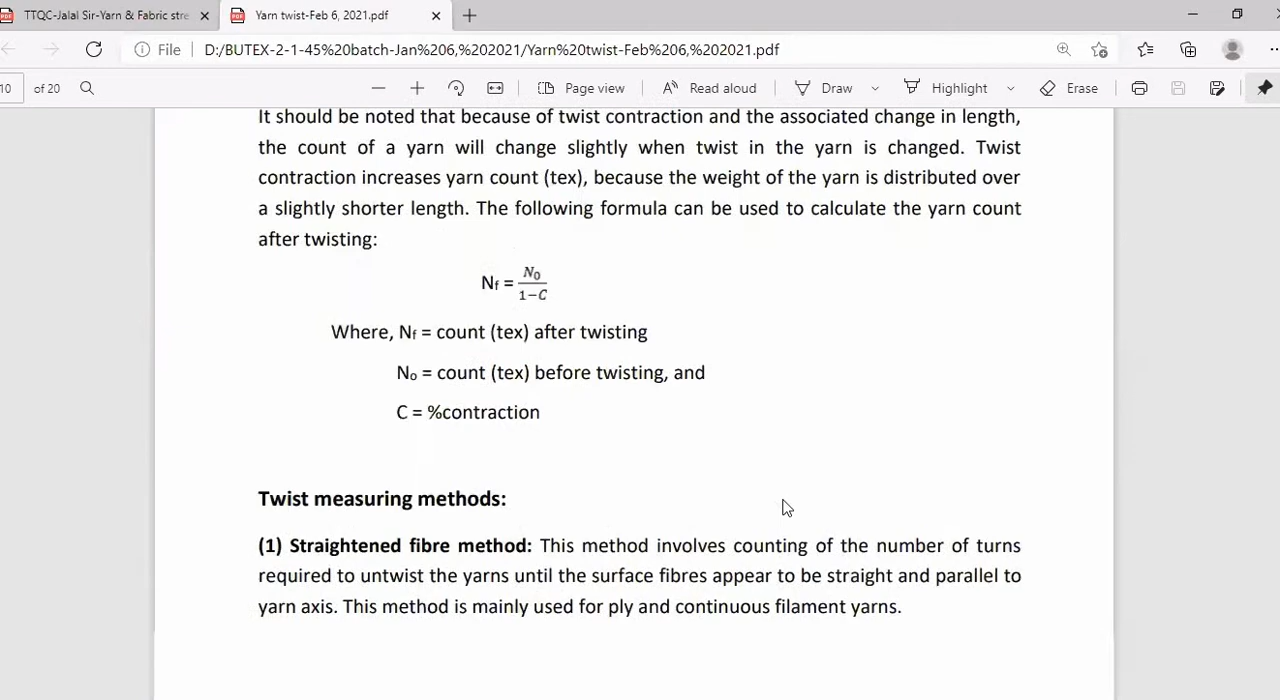 TTQC-Jalal Sir-Yarn & Fabric stre
Yarn twist-Feb 6, 2021.pdf
File
D:/BUTEX-2-1-45%20batch-Jan%206,%202021/Yarn%20twist-Feb%206,%202021.pdf
10 of 20
Page view
Read aloud
Draw
Highlight
Erase
It should be noted that because of twist contraction and the associated change in length,
the count of a yarn will change slightly when twist in the yarn is changed. Twist
contraction increases yarn count (tex), because the weight of the yarn is distributed over
a slightly shorter length. The following formula can be used to calculate the yarn count
after twisting:
Nf = N0 / 1−C
Where, Nf = count (tex) after twisting
No = count (tex) before twisting, and
C = %contraction
Twist measuring methods:
(1) Straightened fibre method: This method involves counting of the number of turns
required to untwist the yarns until the surface fibres appear to be straight and parallel to
yarn axis. This method is mainly used for ply and continuous filament yarns.